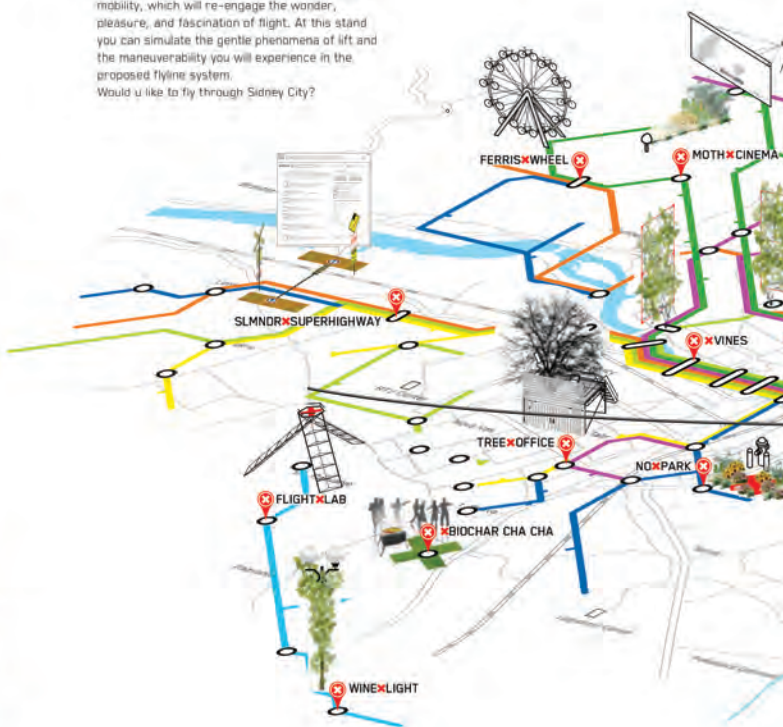 mobility, which will re-engage the wonder,
pleasure, and fascination of flight. At this stand
you can simulate the gentle phenomena of lift and
the maneuverability you will experience in the
proposed flyline system.
Would u like to fly through Sidney City?
FERRIS×WHEEL
MOTH×CINEMA
SLMNDR×SUPERHIGHWAY
×VINES
TREE×OFFICE
NO×PARK
FLIGHT×LAB
×BIOCHAR CHA CHA
WINE×LIGHT